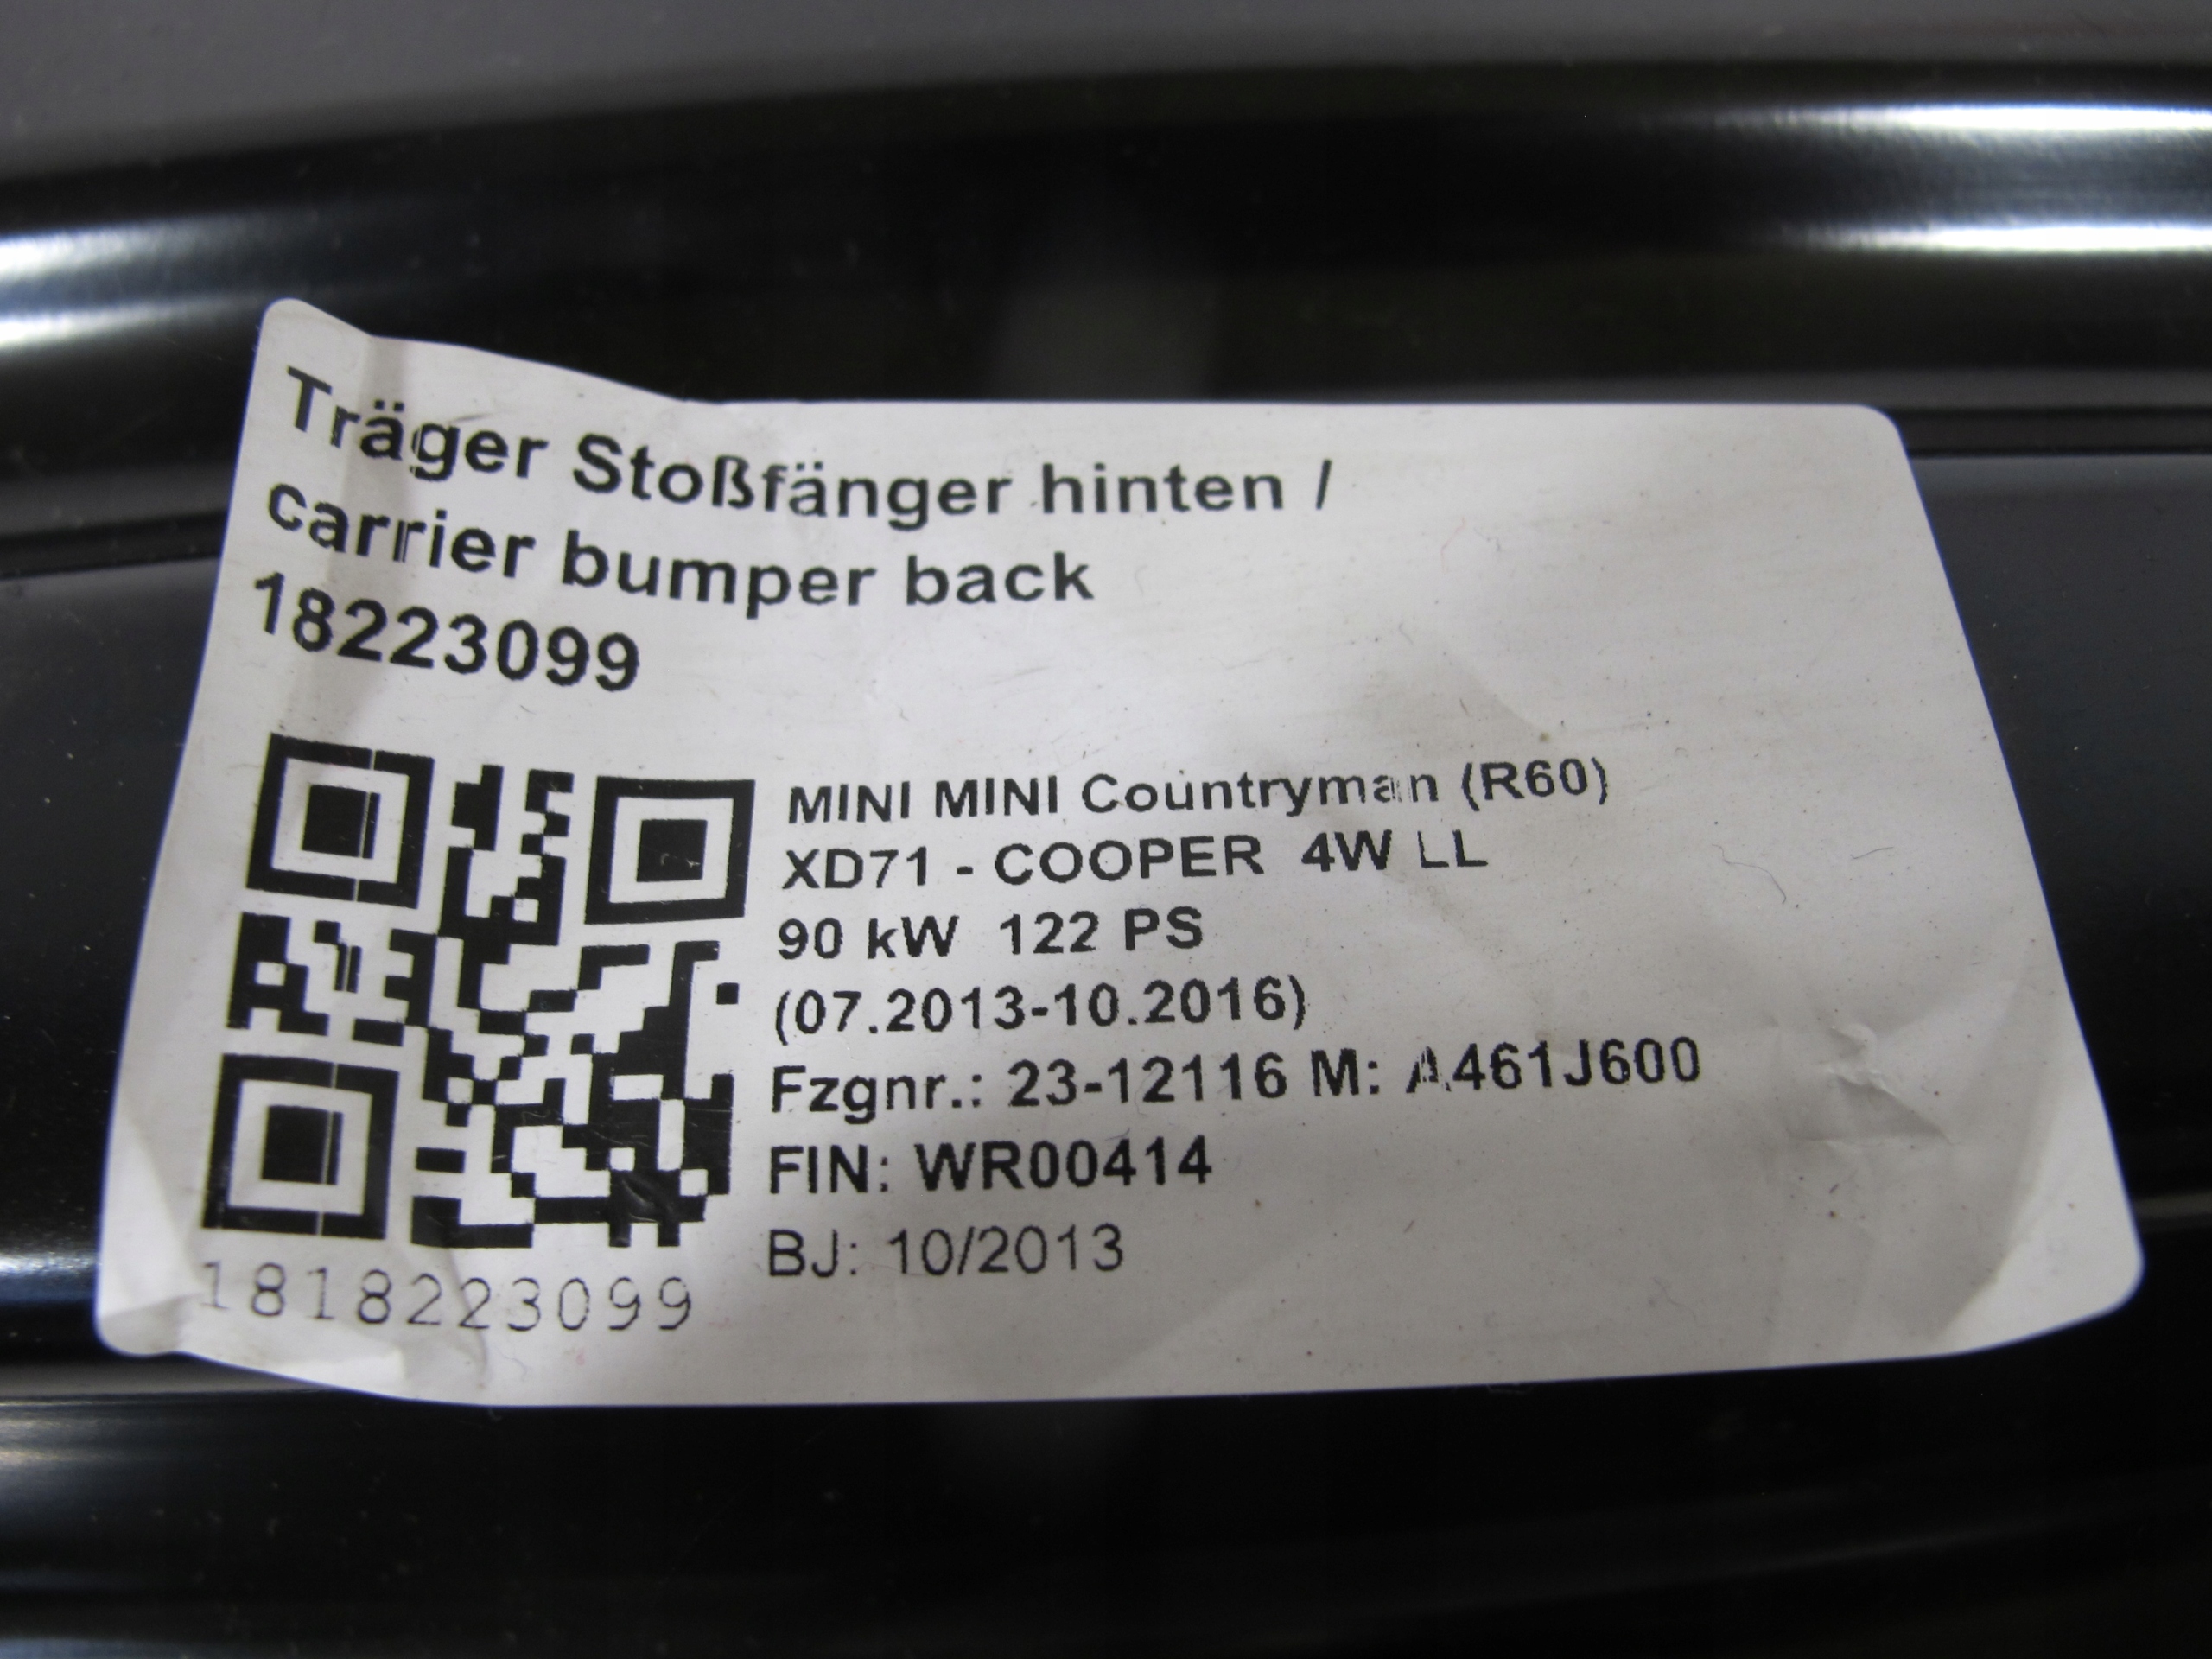 Träger Stoßfänger hinten /
carrier bumper back
18223099
MINI MINI Countryman (R60)
XD71 - COOPER 4W LL
90 kW 122 PS
(07.2013-10.2016)
Fzgnr.: 23-12116 M: A461J600
FIN: WR00414
BJ: 10/2013
1818223099